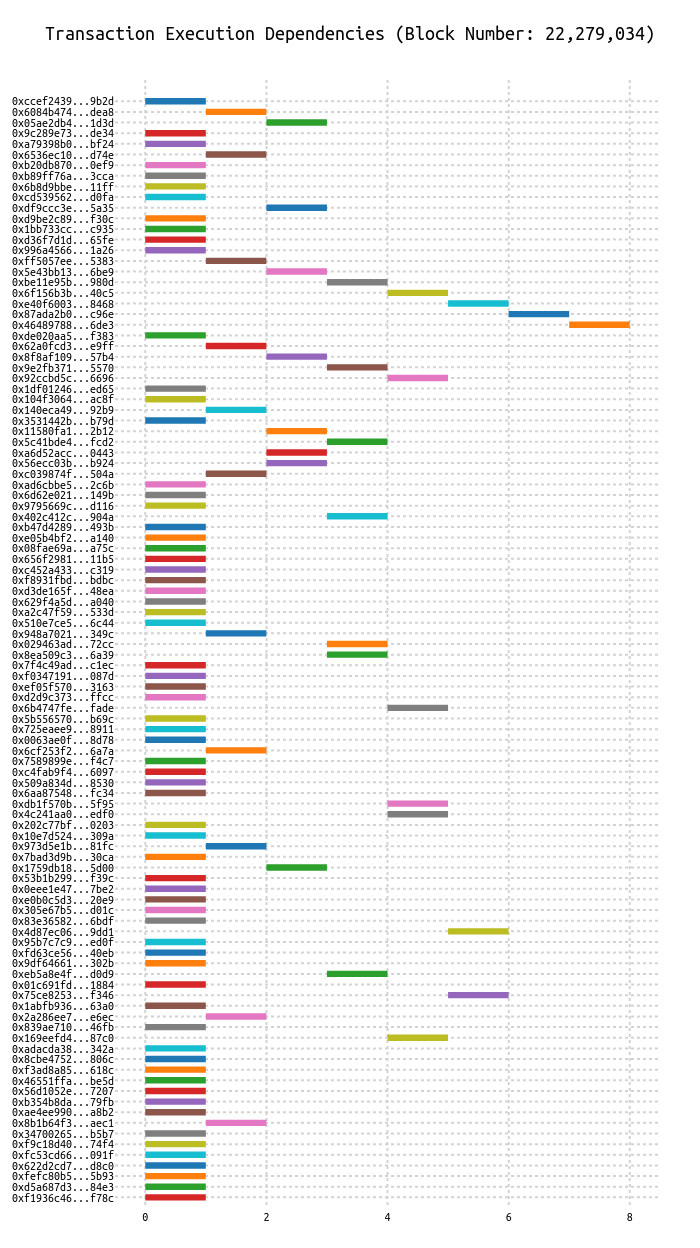 Transaction Execution Dependencies (Block Number: 22,279,034)
0xccef2439...9b2d
0x6084b474...dea8
0x05ae2db4...1d3d
0x9c289e73...de34
0xa79398b0...bf24
0x6536ec10...d74e
0xb20db870...0ef9
0xb89ff76a...3cca
0x6b8d9bbe...11ff
0xcd539562...d0fa
0xdf9ccc3e...5a35
0xd9be2c89...f30c
0x1bb733cc...c935
0xd36f7d1d...65fe
0x996a4566...1a26
0xff5057ee...5383
0x5e43bb13...6be9
0xbe11e95b...980d
0x6f156b3b...40c5
0xe40f6003...8468
0x87ada2b0...c96e
0x46489788...6de3
0xde020aa5...f383
0x62a0fcd3...e9ff
0x8f8af109...57b4
0x9e2fb371...5570
0x92ccbd5c...6696
0x1df01246...ed65
0x104f3064...ac8f
0x140eca49...92b9
0x3531442b...b79d
0x11580fa1...2b12
0x5c41bde4...fcd2
0xa6d52acc...0443
0x56ecc03b...b924
0xc039874f...504a
0xad6cbbe5...2c6b
0x6d62e021...149b
0x9795669c...d116
0x402c412c...904a
0xb47d4289...493b
0xe05b4bf2...a140
0x08fae69a...a75c
0x656f2981...11b5
0xc452a433...c319
0xf8931fbd...bdbc
0xd3de165f...48ea
0x629f4a5d...a040
0xa2c47f59...533d
0x510e7ce5...6c44
0x948a7021...349c
0x029463ad...72cc
0x8ea509c3...6a39
0x7f4c49ad...c1ec
0xf0347191...087d
0xef05f570...3163
0xd2d9c373...ffcc
0x6b4747fe...fade
0x5b556570...b69c
0x725eaee9...8911
0x0063ae0f...8d78
0x6cf253f2...6a7a
0x7589899e...f4c7
0xc4fab9f4...6097
0x509a834d...8530
0x6aa87548...fc34
0xdb1f570b...5f95
0x4c241aa0...edf0
0x202c77bf...0203
0x10e7d524...309a
0x973d5e1b...81fc
0x7bad3d9b...30ca
0x1759db18...5d00
0x53b1b299...f39c
0x0eee1e47...7be2
0xe0b0c5d3...20e9
0x305e67b5...d01c
0x83e36582...6bdf
0x4d87ec06...9dd1
0x95b7c7c9...ed0f
0xfd63ce56...40eb
0x9df64661...302b
0xeb5a8e4f...d0d9
0x01c691fd...1884
0x75ce8253...f346
0x1abfb936...63a0
0x2a286ee7...e6ec
0x839ae710...46fb
0x169eefd4...87c0
0xadacda38...342a
0x8cbe4752...806c
0xf3ad8a85...618c
0x46551ffa...be5d
0x56d1052e...7207
0xb354b8da...79fb
0xae4ee990...a8b2
0x8b1b64f3...aec1
0x34700265...b5b7
0xf9c18d40...74f4
0xfc53cd66...091f
0x622d2cd7...d8c0
0xfefc80b5...5b93
0xd5a687d3...84e3
0xf1936c46...f78c
0 2 4 6 8